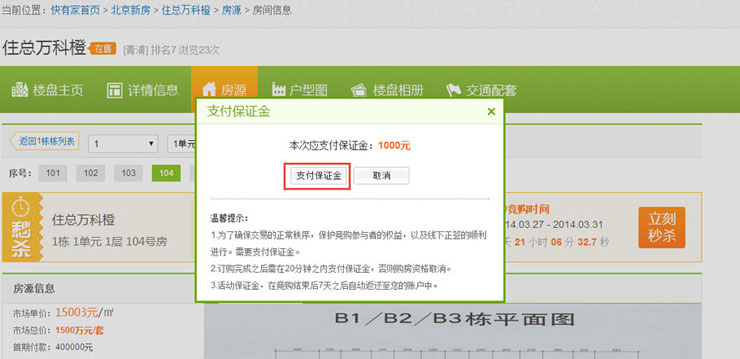 当前位置：快有家首页 > 北京新房 > 住总万科橙 > 房源 > 房间信息
住总万科橙 在售 [青浦] 排名7 浏览23次
楼盘主页 详情信息 房源 户型图 楼盘相册 交通配套
支付保证金 ×
返回1栋栋列表 1 1单元
本次应支付保证金：1000元
序号： 101 102 103 104
支付保证金 取消
秒杀
住总万科橙
1栋 1单元 1层 104号房
竞购时间
2014.03.27 - 2014.03.31
天 21 小时 06 分 32.7 秒
立刻秒杀
温馨提示：
1.为了确保交易的正常秩序，保护竞购参与者的权益，以及线下正签的顺利
进行。需要支付保证金。
2.订购完成之后需在20分钟之内支付保证金，否则购房资格取消。
3.活动保证金，在竞购结束后7天之后自动返还至您的账户中。
房源信息
市场单价：15003元/㎡
市场总价：1500万元/套
首期付款：400000元
B1／B2／B3栋平面图